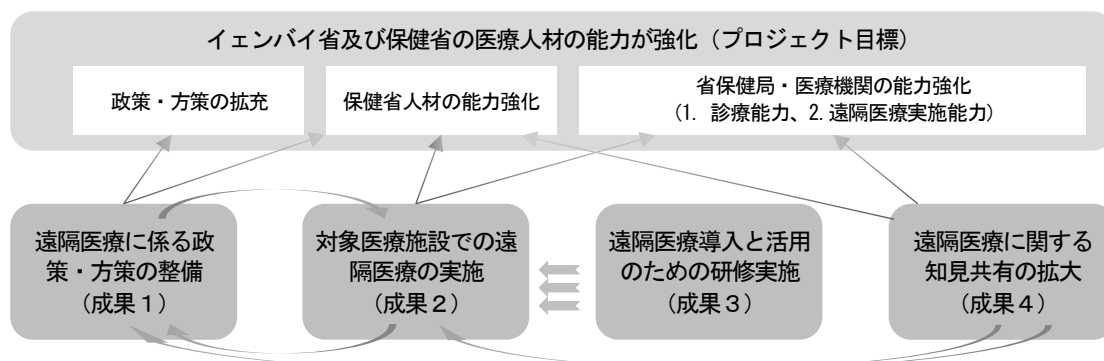 イェンバイ省及び保健省の医療人材の能力が強化（プロジェクト目標）
政策・方策の拡充
保健省人材の能力強化
省保健局・医療機関の能力強化
（1. 診療能力、2.遠隔医療実施能力）
遠隔医療に係る政
策・方策の整備
（成果１）
対象医療施設での遠
隔医療の実施
（成果２）
遠隔医療導入と活用
のための研修実施
（成果３）
遠隔医療に関する
知見共有の拡大
（成果４）